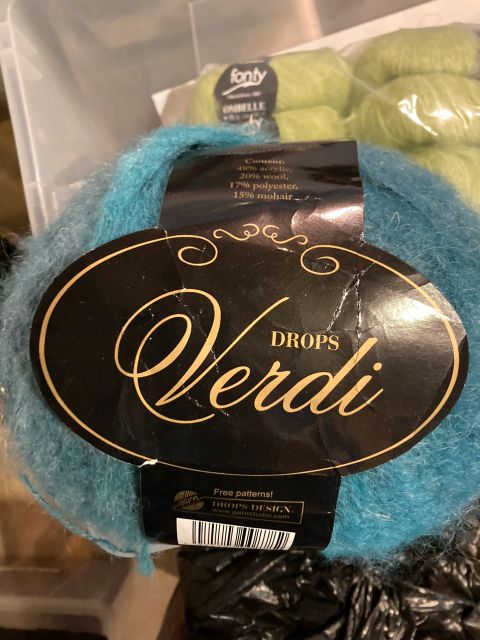 fonty
OMBELLE
Content:
48% acrylic,
20% wool,
17% polyester,
15% mohair
DROPS
Verdi
Free patterns!
DROPS DESIGN.
www.garnstudio.com